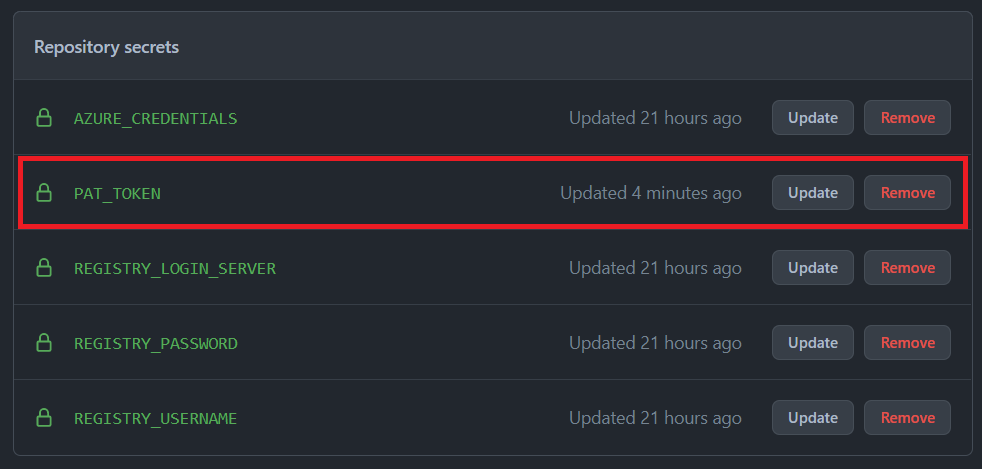 Repository secrets
AZURE_CREDENTIALS Updated 21 hours ago Update Remove
PAT_TOKEN Updated 4 minutes ago Update Remove
REGISTRY_LOGIN_SERVER Updated 21 hours ago Update Remove
REGISTRY_PASSWORD Updated 21 hours ago Update Remove
REGISTRY_USERNAME Updated 21 hours ago Update Remove